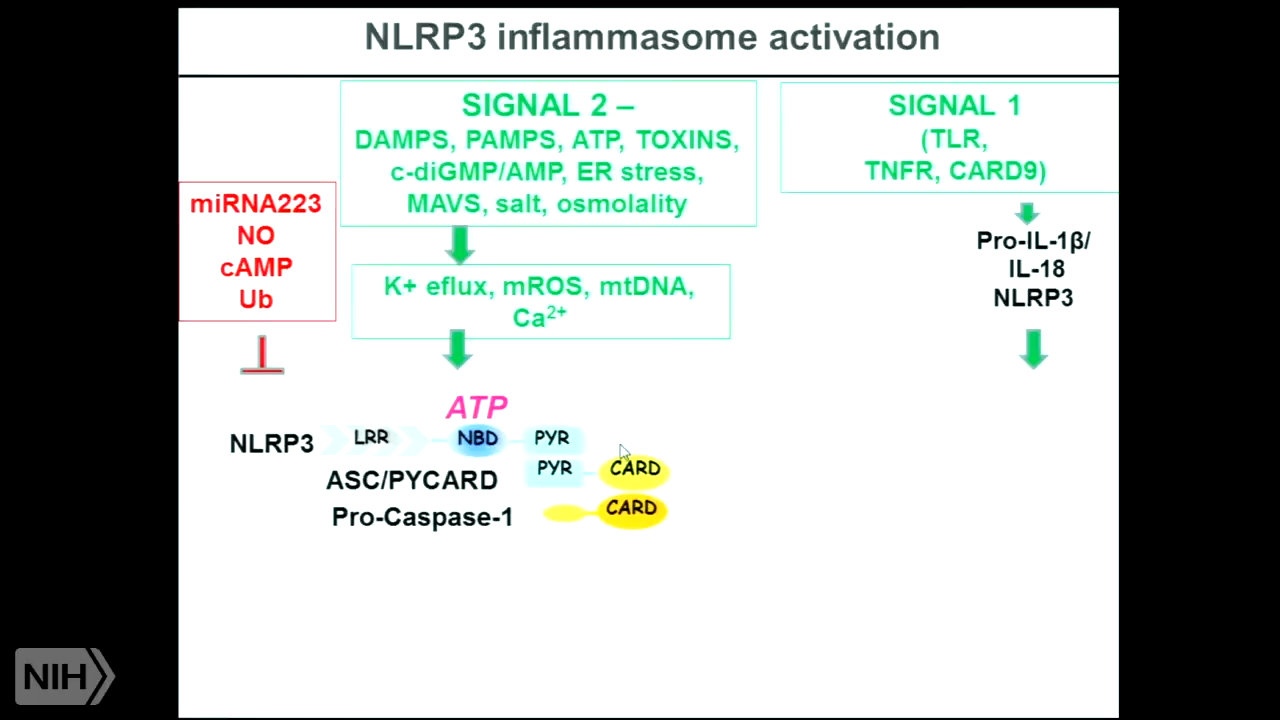 NLRP3 inflammasome activation
SIGNAL 2 –
DAMPS, PAMPS, ATP, TOXINS,
c-diGMP/AMP, ER stress,
MAVS, salt, osmolality
SIGNAL 1
(TLR,
TNFR, CARD9)
miRNA223
NO
cAMP
Ub
K+ eflux, mROS, mtDNA,
Ca²⁺
Pro-IL-1β/
IL-18
NLRP3
ATP
NLRP3 LRR NBD PYR
ASC/PYCARD PYR CARD
Pro-Caspase-1 CARD
NIH